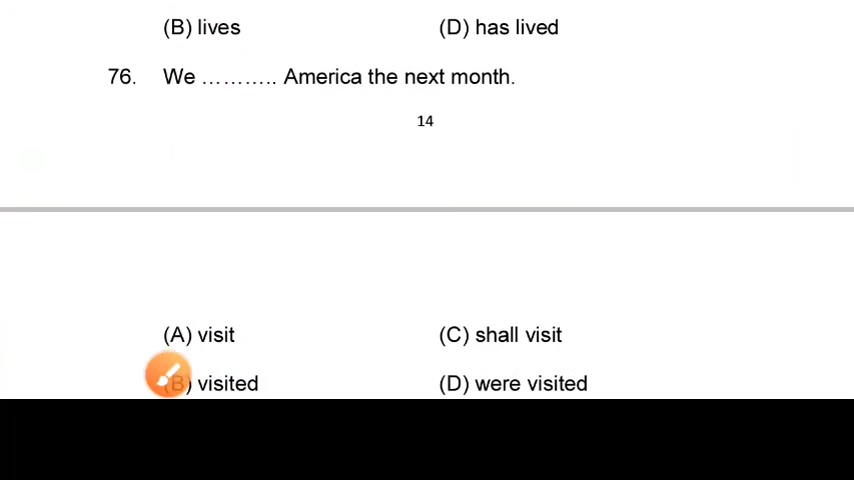 (B) lives (D) has lived
76. We ……….. America the next month.
14
(A) visit (C) shall visit
(B) visited (D) were visited